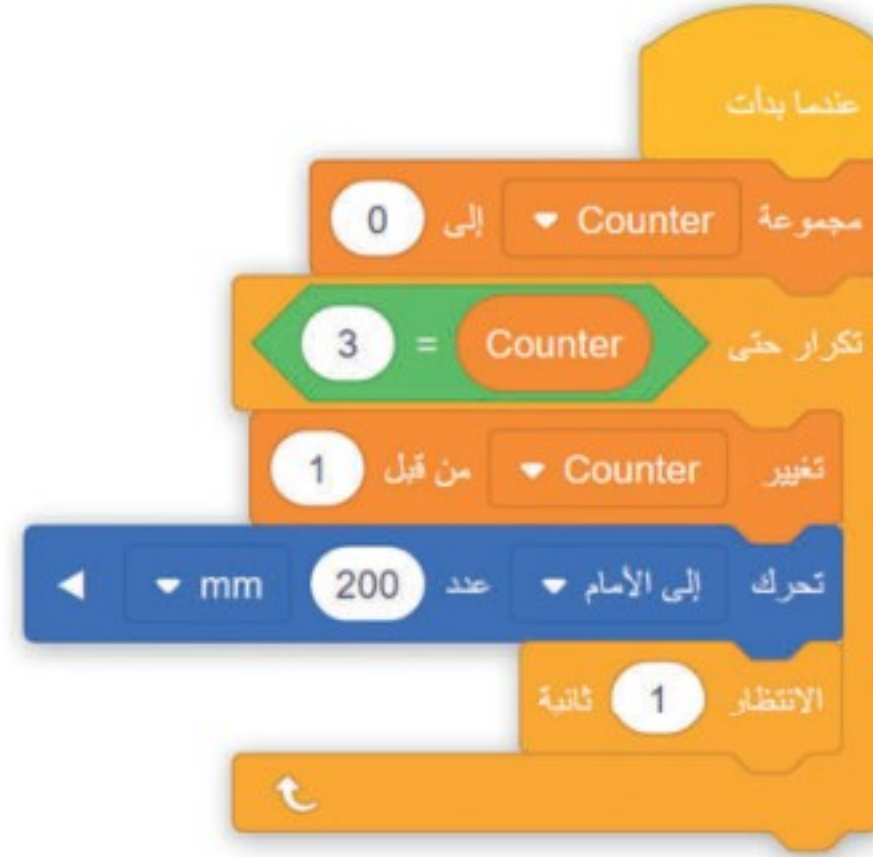 عندما بدأت
مجموعة Counter إلى 0
تكرار حتى Counter = 3
تغيير Counter من قبل 1
تحرك إلى الأمام عدد 200 mm
الانتظار 1 ثانية